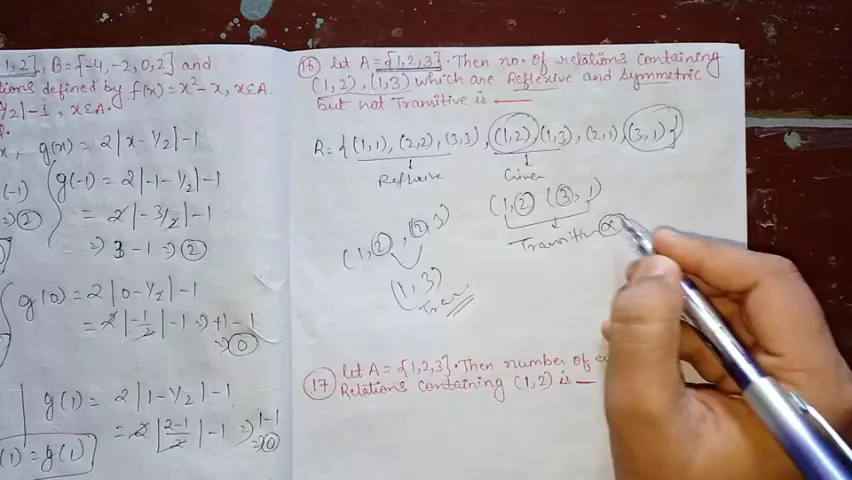 1,2], B={-4,-2,0,2] and
tions defined by f(x)=x²-x, x∈A.
1/2|-1, x∈A.
g(x)= 2|x-1/2|-1
g(-1)= 2|-1-1/2|-1
= 2|-3/2|-1
=> 3-1 => 2
g(0)= 2|0-1/2|-1
= 2|-1/2|-1 => +1-1
=> 0
g(1)= 2|1-1/2|-1
= 2|2-1/2|-1 => 1-1
=> 0
(1)=g(1)
16 let A={1,2,3}. Then no. of relations containing
(1,2),(1,3) which are Reflexive and Symmetric
but not Transitive is ____
R={(1,1),(2,2),(3,3),(1,2),(1,3),(2,1),(3,1)}
Reflexive Given
(1,2) (3,1)
Transitive x
(1,2),(2,3)
(1,3)
Tran
17 let A={1,2,3}. Then number of
Relations containing (1,2) is __